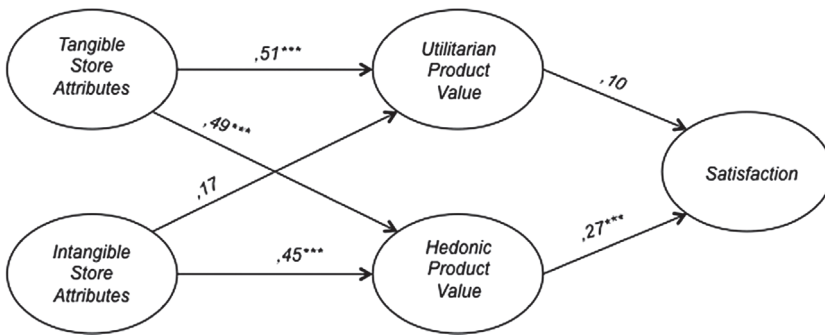 Tangible
Store
Attributes
,51***
Utilitarian
Product
Value
,10
,49***
,17
Satisfaction
Intangible
Store
Attributes
,45***
Hedonic
Product
Value
,27***